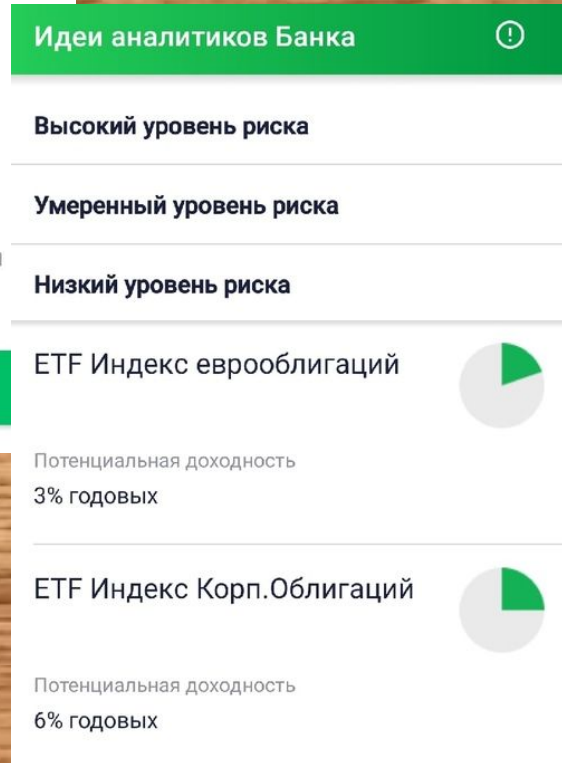 Идеи аналитиков Банка
Высокий уровень риска
Умеренный уровень риска
Низкий уровень риска
ETF Индекс еврооблигаций
Потенциальная доходность
3% годовых
ETF Индекс Корп.Облигаций
Потенциальная доходность
6% годовых